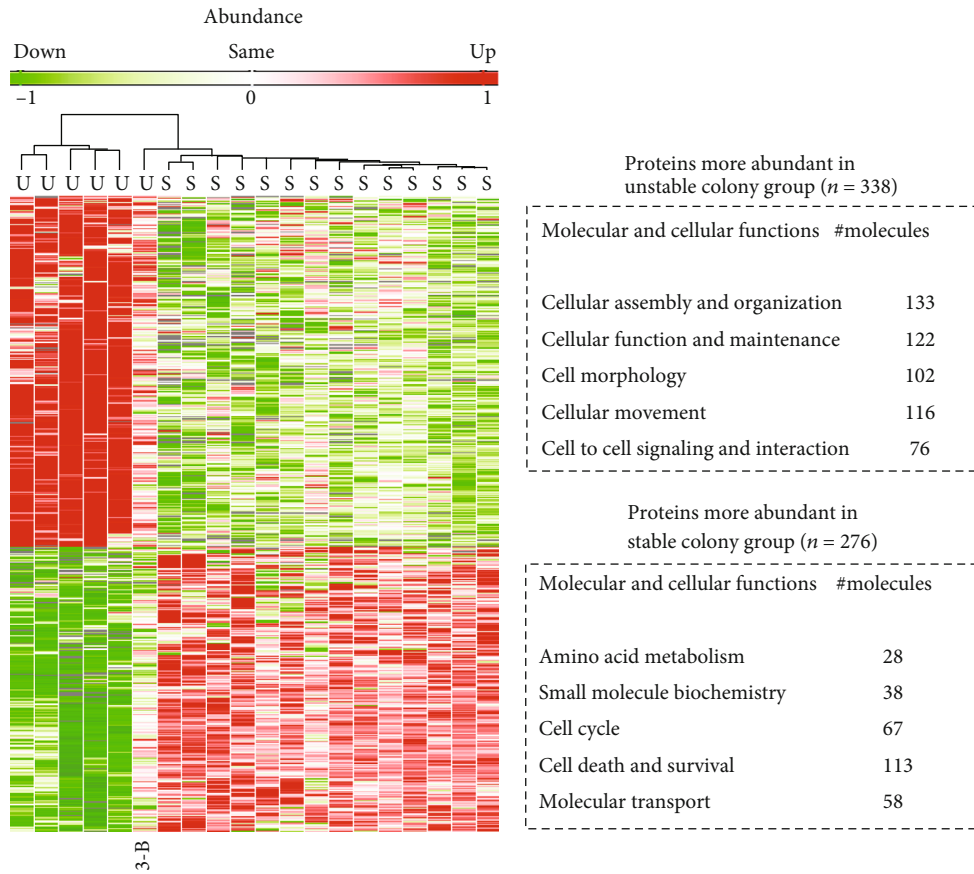 Abundance
Down Same Up
–1 0 1
U U U U U U S S S S S S S S S S S S S S
3-B
Proteins more abundant in
unstable colony group (n = 338)
Molecular and cellular functions #molecules
Cellular assembly and organization 133
Cellular function and maintenance 122
Cell morphology 102
Cellular movement 116
Cell to cell signaling and interaction 76
Proteins more abundant in
stable colony group (n = 276)
Molecular and cellular functions #molecules
Amino acid metabolism 28
Small molecule biochemistry 38
Cell cycle 67
Cell death and survival 113
Molecular transport 58